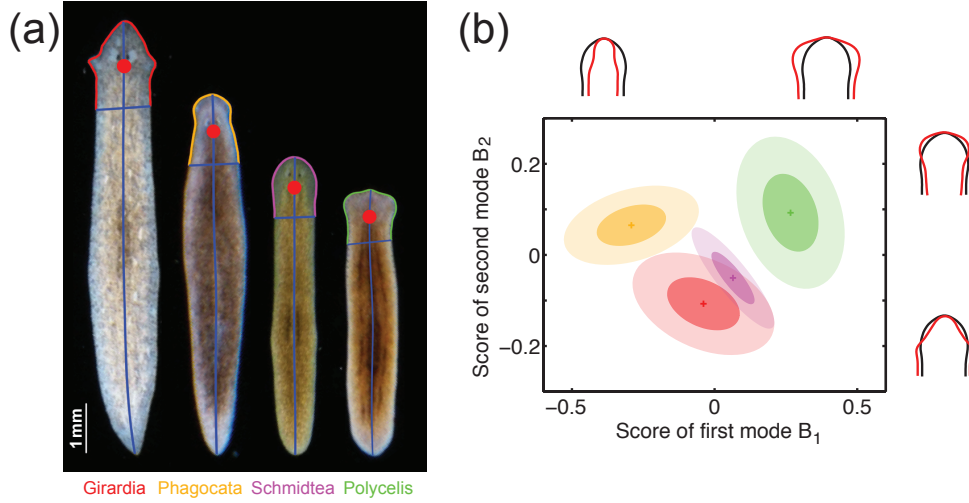 (a)
1mm
Girardia Phagocata Schmidtea Polycelis
(b)
Score of second mode B2
0.2
0
−0.2
−0.5 0 0.5
Score of first mode B1